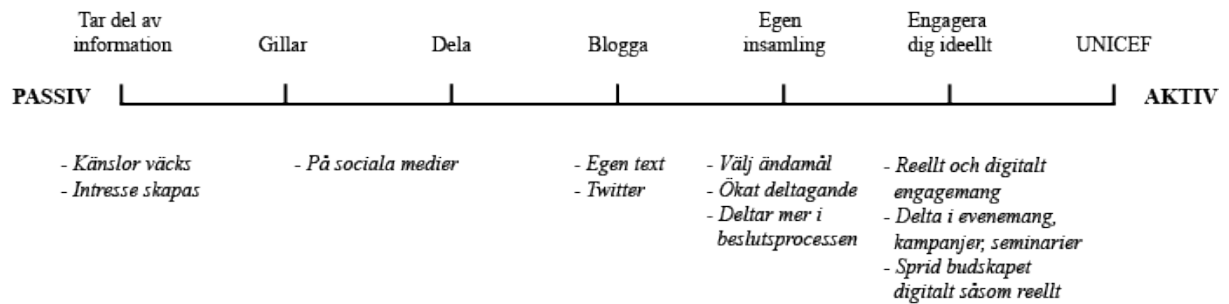 Tar del av
information
Gillar
Dela
Blogga
Egen
insamling
Engagera
dig ideellt
UNICEF
PASSIV
AKTIV
- Känslor väcks
- Intresse skapas
- På sociala medier
- Egen text
- Twitter
- Välj ändamål
- Ökat deltagande
- Deltar mer i
beslutsprocessen
- Reellt och digitalt
engagemang
- Delta i evenemang,
kampanjer, seminarier
- Sprid budskapet
digitalt såsom reellt